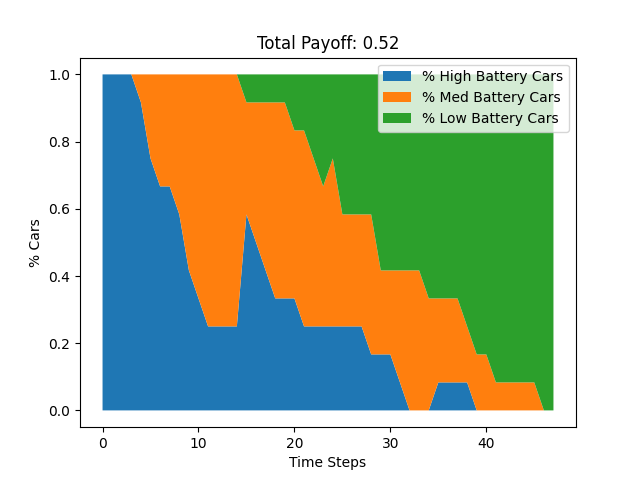 Total Payoff: 0.52
% High Battery Cars
% Med Battery Cars
% Low Battery Cars
1.0
0.8
0.6
0.4
0.2
0.0
% Cars
0
10
20
30
40
Time Steps